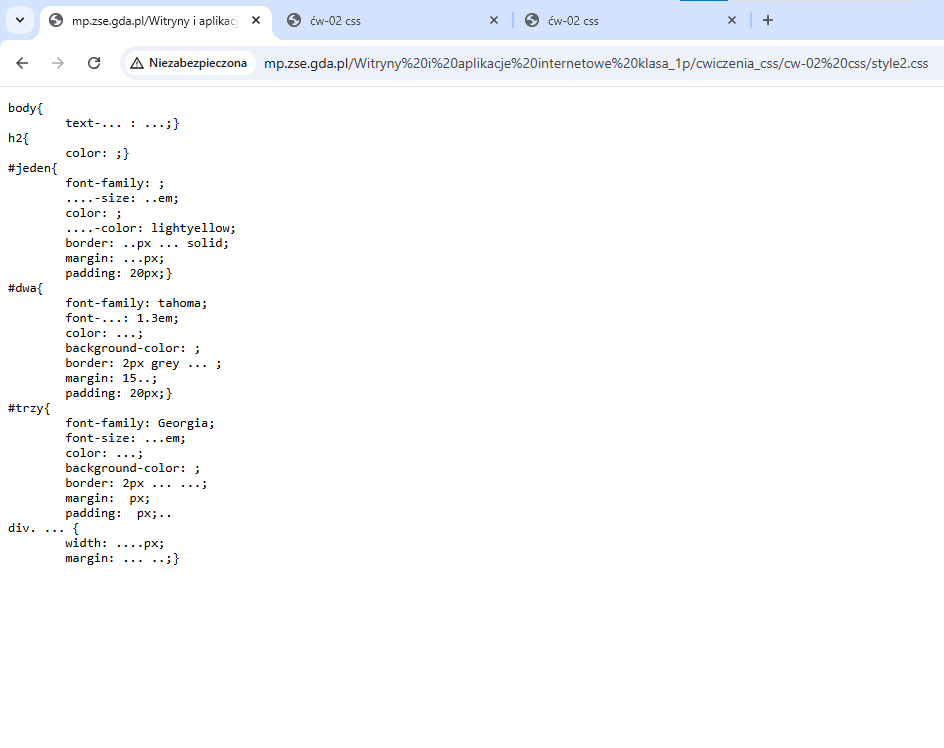 mp.zse.gda.pl/Witryny i aplikacj
ćw-02 css
ćw-02 css
Niezabezpieczona
mp.zse.gda.pl/Witryny%20i%20aplikacje%20internetowe%20klasa_1p/cwiczenia_css/cw-02%20css/style2.css
body{
text-... : ...;}
h2{
color: ;}
#jeden{
font-family: ;
....-size: ..em;
color: ;
....-color: lightyellow;
border: ..px ... solid;
margin: ...px;
padding: 20px;}
#dwa{
font-family: tahoma;
font-...: 1.3em;
color: ...;
background-color: ;
border: 2px grey ... ;
margin: 15..;
padding: 20px;}
#trzy{
font-family: Georgia;
font-size: ...em;
color: ...;
background-color: ;
border: 2px ... ...;
margin:  px;
padding:  px;..
div. ... {
width: ....px;
margin: ... ..;}